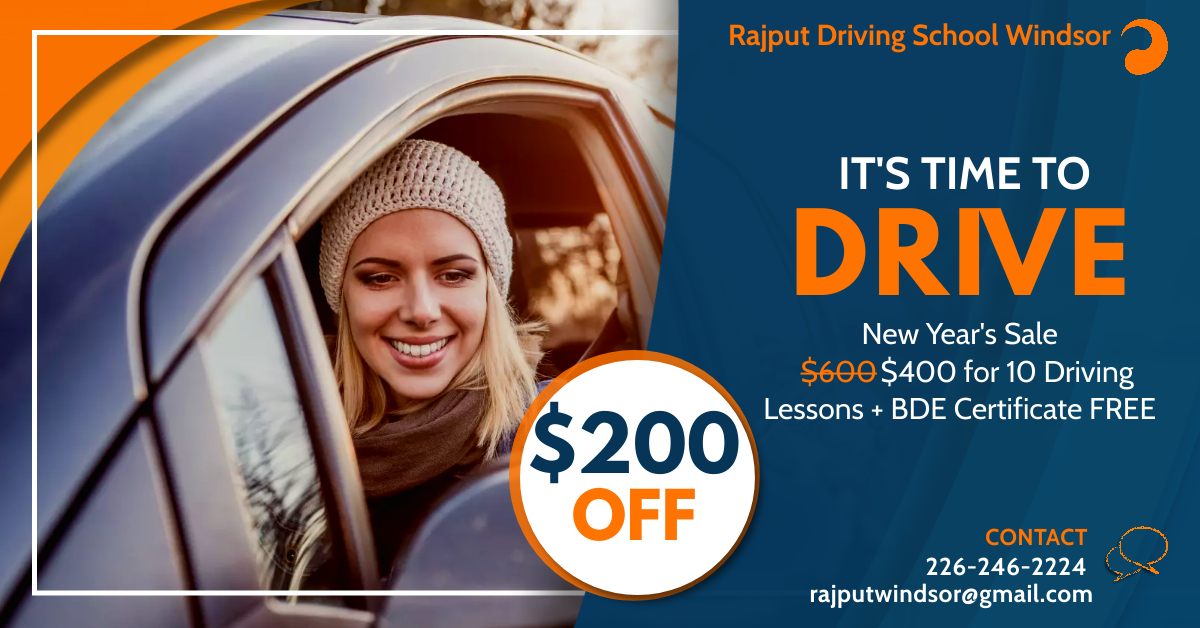 Rajput Driving School Windsor
IT'S TIME TO
DRIVE
New Year's Sale
$600 $400 for 10 Driving
Lessons + BDE Certificate FREE
$200
OFF
CONTACT
226-246-2224
rajputwindsor@gmail.com